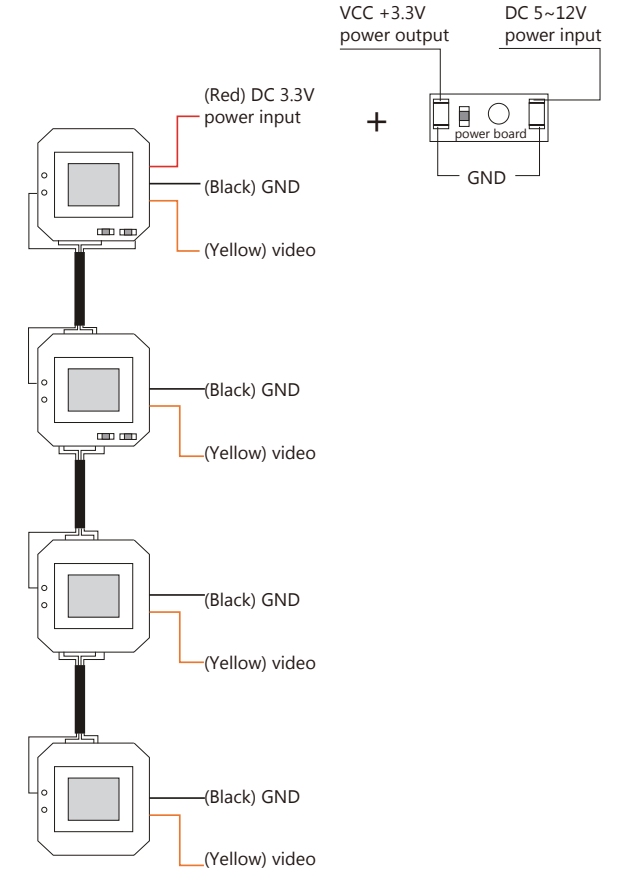 VCC +3.3V
power output
DC 5~12V
power input
(Red) DC 3.3V
power input
+
power board
GND
(Black) GND
(Yellow) video
(Black) GND
(Yellow) video
(Black) GND
(Yellow) video
(Black) GND
(Yellow) video